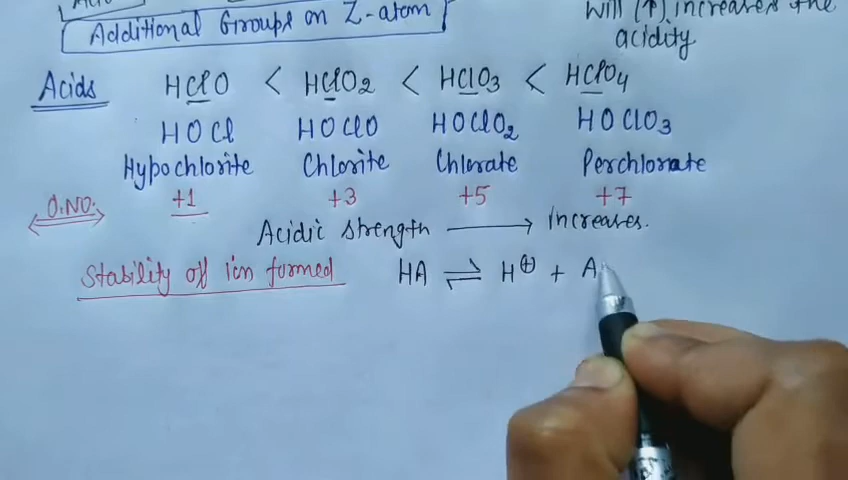 Additional Groups on Z-atom
will (↑) increases the
acidity
Acids HClO < HClO2 < HClO3 < HClO4
HOCl HOClO HOClO2 HOClO3
Hypochlorite Chlorite Chlorate Perchlorate
O.NO. +1 +3 +5 +7
Acidic strength → increases.
Stability of ion formed HA ⇌ H⊕ + A